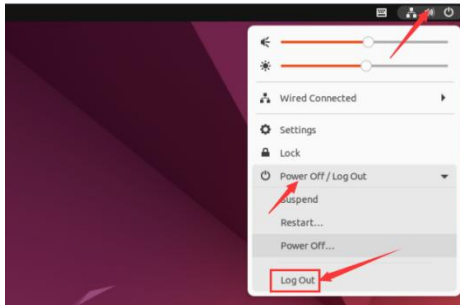 Wired Connected
Settings
Lock
Power Off / Log Out
Suspend
Restart...
Power Off...
Log Out